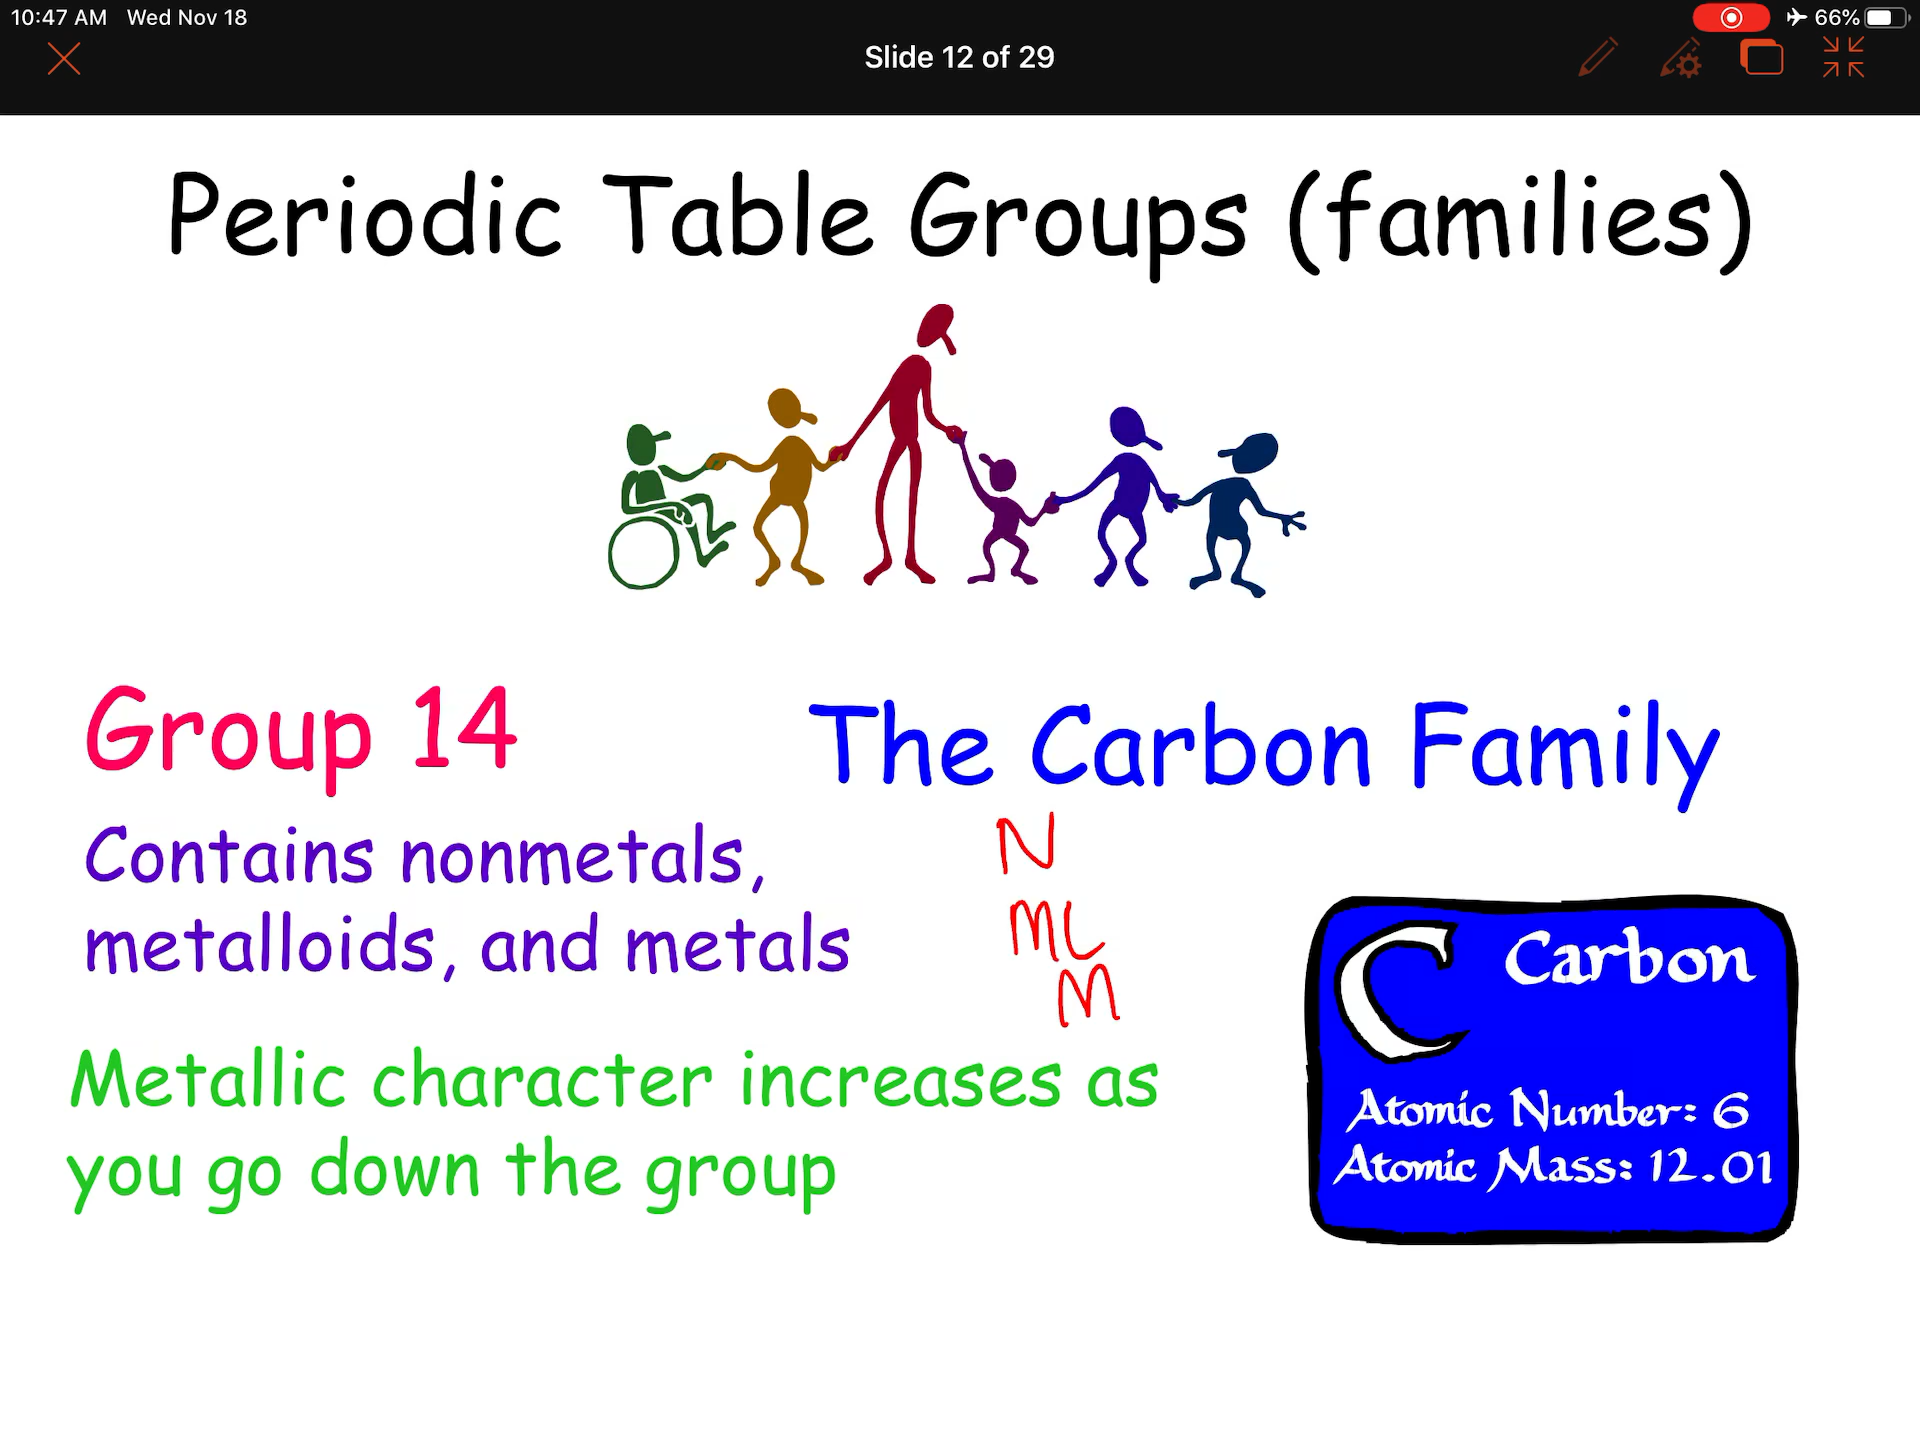 10:47 AM Wed Nov 18
66%
Slide 12 of 29
Periodic Table Groups (families)
Group 14
The Carbon Family
Contains nonmetals,
metalloids, and metals
N
ML
M
Metallic character increases as
you go down the group
C Carbon
Atomic Number: 6
Atomic Mass: 12.01